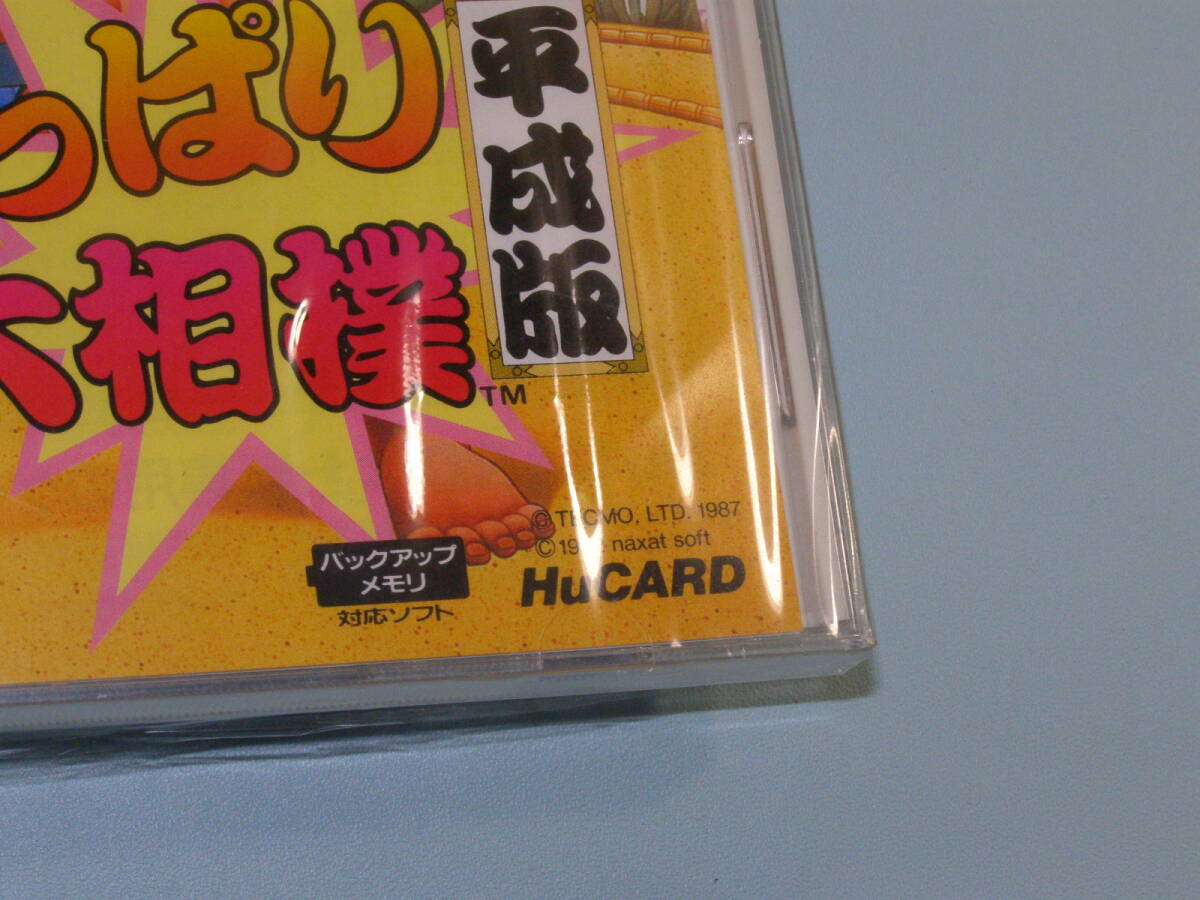 っぱり
大相撲
平成版
TM
© TECMO, LTD. 1987
© naxat soft
バックアップ
メモリ
対応ソフト
HuCARD